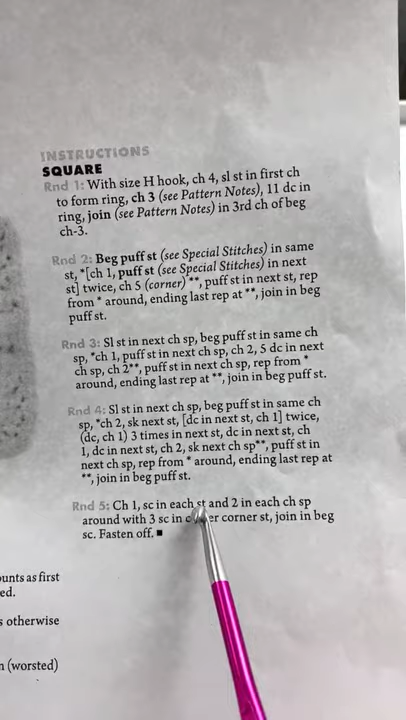 INSTRUCTIONS
SQUARE
Rnd 1: With size H hook, ch 4, sl st in first ch
to form ring, ch 3 (see Pattern Notes), 11 dc in
ring, join (see Pattern Notes) in 3rd ch of beg
ch-3.
Rnd 2: Beg puff st (see Special Stitches) in same
st, *[ch 1, puff st (see Special Stitches) in next
st] twice, ch 5 (corner)**, puff st in next st, rep
from * around, ending last rep at **, join in beg
puff st.
Rnd 3: Sl st in next ch sp, beg puff st in same ch
sp, *ch 1, puff st in next ch sp, ch 2, 5 dc in next
ch sp, ch 2**, puff st in next ch sp, rep from *
around, ending last rep at **, join in beg puff st.
Rnd 4: Sl st in next ch sp, beg puff st in same ch
sp, *ch 2, sk next st, [dc in next st, ch 1] twice,
(dc, ch 1) 3 times in next st, dc in next st, ch
1, dc in next st, ch 2, sk next ch sp**, puff st in
next ch sp, rep from * around, ending last rep at
**, join in beg puff st.
Rnd 5: Ch 1, sc in each st and 2 in each ch sp
around with 3 sc in corner st, join in beg
sc. Fasten off. ■
unts as first
ed.
s otherwise
n (worsted)